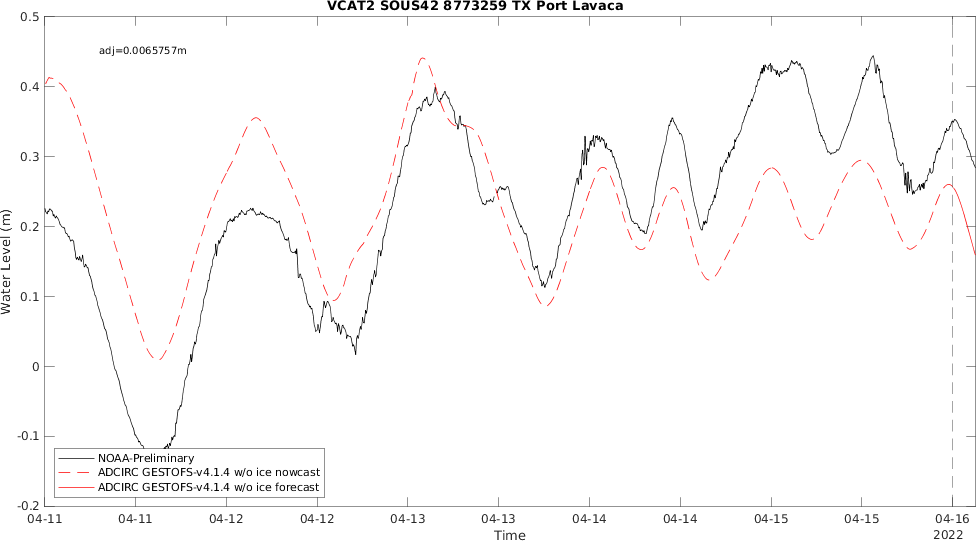 VCAT2 SOUS42 8773259 TX Port Lavaca
adj=0.0065757m
0.5
0.4
0.3
0.2
0.1
0
-0.1
-0.2
Water Level (m)
NOAA-Preliminary
ADCIRC GESTOFS-v4.1.4 w/o ice nowcast
ADCIRC GESTOFS-v4.1.4 w/o ice forecast
04-11 04-11 04-12 04-12 04-13 04-13 04-14 04-14 04-15 04-15 04-16
Time
2022